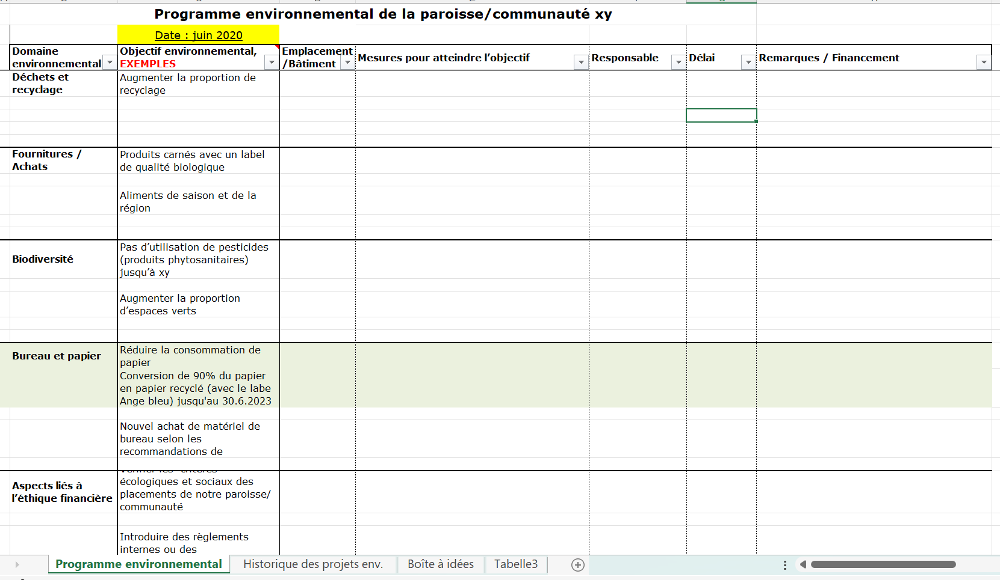 Programme environnemental de la paroisse/communauté xy
Date : juin 2020
Domaine
environnemental
Objectif environnemental,
EXEMPLES
Emplacement
/Bâtiment
Mesures pour atteindre l’objectif
Responsable
Délai
Remarques / Financement
Déchets et
recyclage
Augmenter la proportion de
recyclage
Fournitures /
Achats
Produits carnés avec un label
de qualité biologique
Aliments de saison et de la
région
Biodiversité
Pas d’utilisation de pesticides
(produits phytosanitaires)
jusqu’à xy
Augmenter la proportion
d’espaces verts
Bureau et papier
Réduire la consommation de
papier
Conversion de 90% du papier
en papier recyclé (avec le labe
Ange bleu) jusqu'au 30.6.2023
Nouvel achat de matériel de
bureau selon les
recommandations de
Aspects liés à
l’éthique financière
écologiques et sociaux des
placements de notre paroisse/
communauté
Introduire des règlements
internes ou des
Programme environnemental
Historique des projets env.
Boîte à idées
Tabelle3